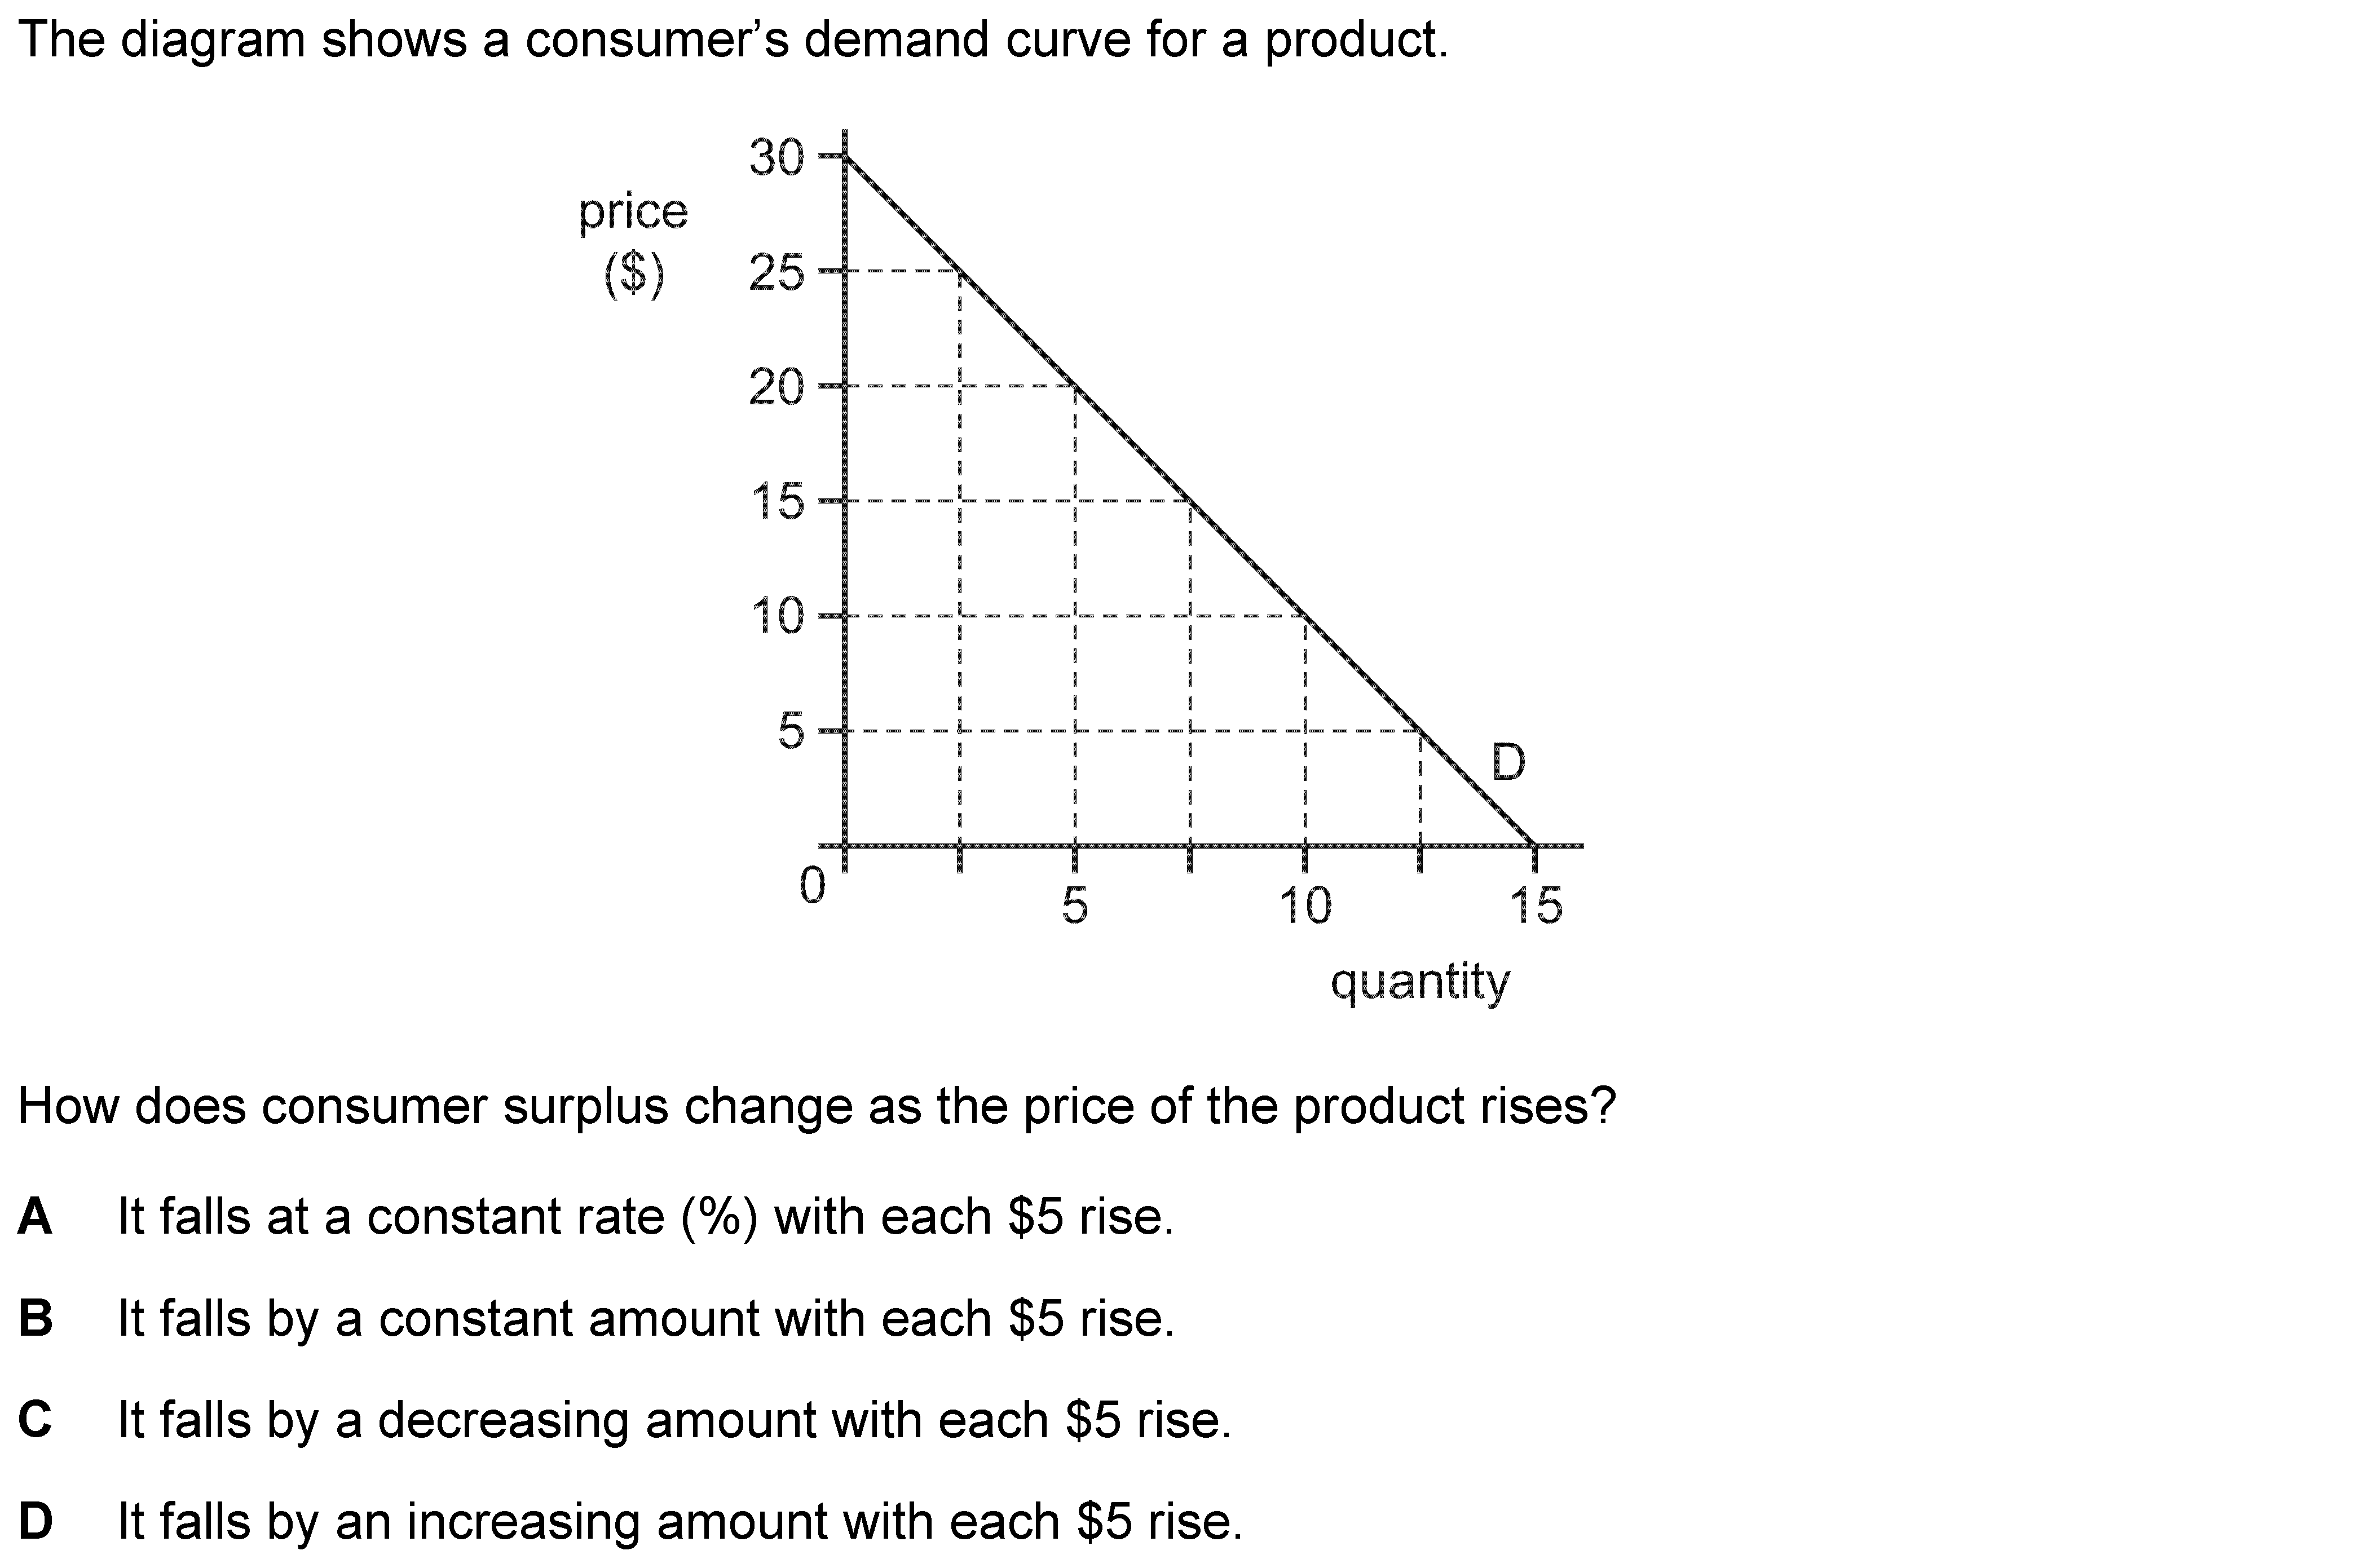 The diagram shows a consumer’s demand curve for a product.
30
price
($)
25
20
15
10
5
D
0
5
10
15
quantity
How does consumer surplus change as the price of the product rises?
A It falls at a constant rate (%) with each $5 rise.
B It falls by a constant amount with each $5 rise.
C It falls by a decreasing amount with each $5 rise.
D It falls by an increasing amount with each $5 rise.